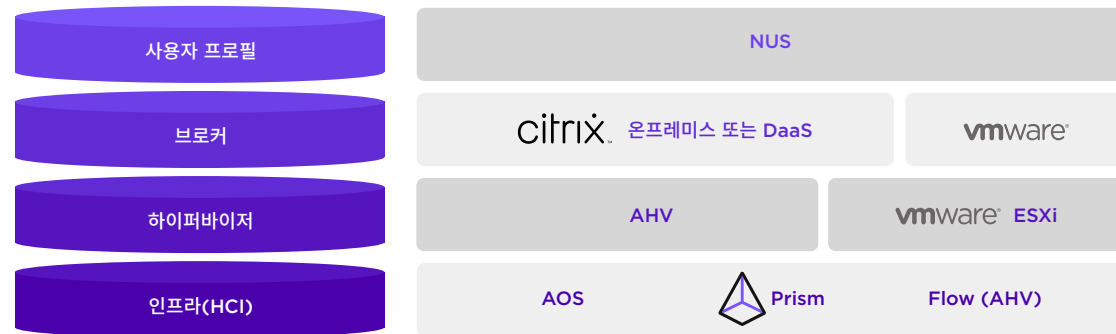 사용자 프로필
NUS
브로커
citrix 온프레미스 또는 DaaS
vmware®
하이퍼바이저
AHV
vmware® ESXi
인프라(HCI)
AOS
Prism
Flow (AHV)